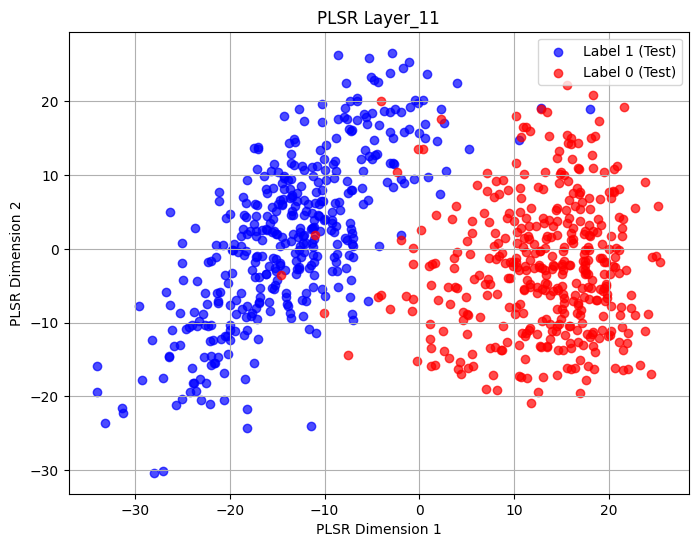 PLSR Layer_11
Label 1 (Test)
Label 0 (Test)
PLSR Dimension 2
20
10
0
−10
−20
−30
−30
−20
−10
0
10
20
PLSR Dimension 1